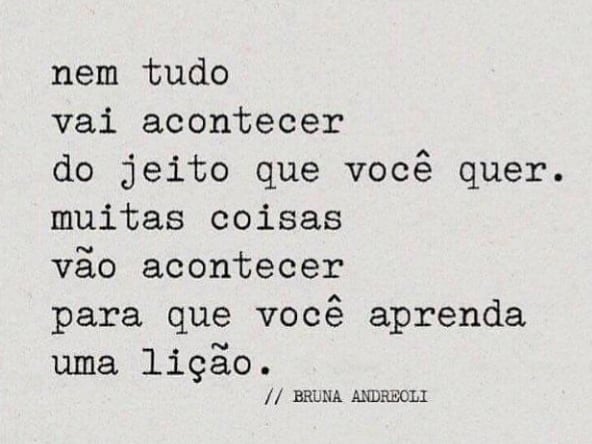 nem tudo
vai acontecer
do jeito que você quer.
muitas coisas
vão acontecer
para que você aprenda
uma lição.
// BRUNA ANDREOLI